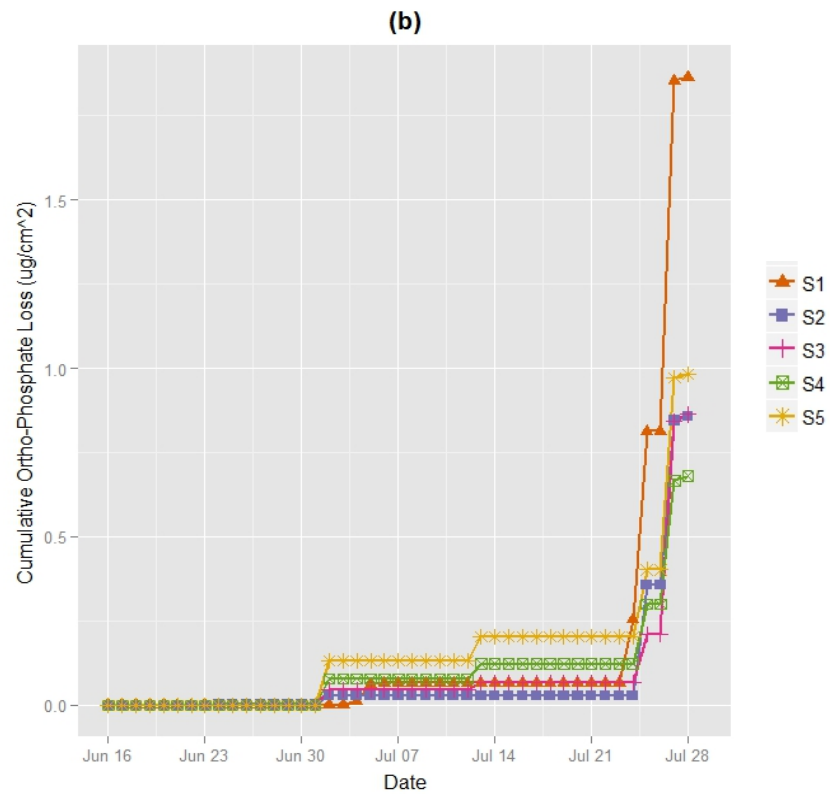 (b)
Cumulative Ortho-Phosphate Loss (ug/cm^2)
1.5
1.0
0.5
0.0
Jun 16 Jun 23 Jun 30 Jul 07 Jul 14 Jul 21 Jul 28
Date
S1
S2
S3
S4
S5